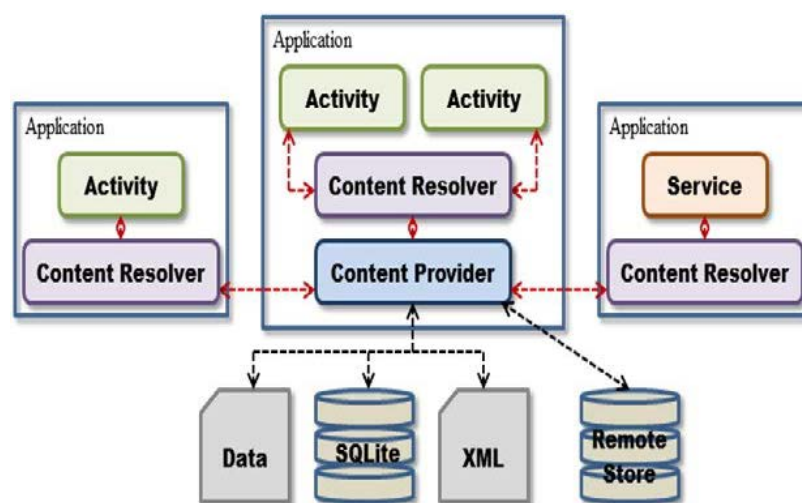 Application
Activity
Activity
Content Resolver
Content Provider
Application
Activity
Content Resolver
Application
Service
Content Resolver
Data
SQLite
XML
Remote
Store